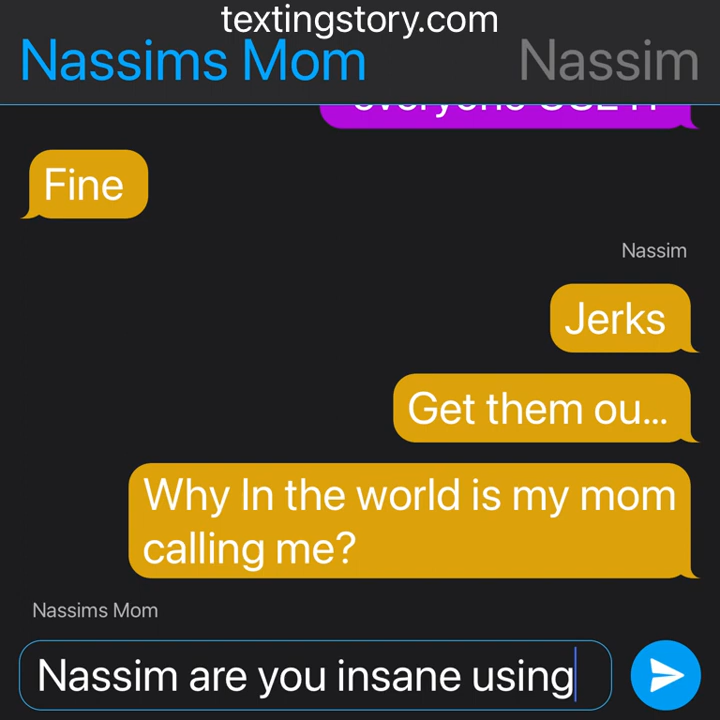 textingstory.com
Nassims Mom
Nassim
Fine
Nassim
Jerks
Get them ou...
Why In the world is my mom
calling me?
Nassims Mom
Nassim are you insane using